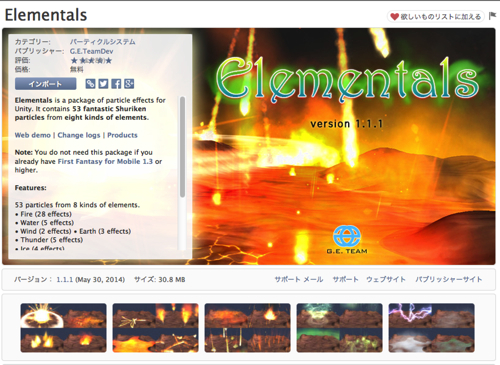 Elementals
欲しいものリストに加える
カテゴリー: パーティクルシステム
パブリッシャー: G.E.TeamDev
評価:
価格: 無料
インポート
Elementals is a package of particle effects for
Unity. It contains 53 fantastic Shuriken
particles from eight kinds of elements.
Web demo | Change logs | Products
Note: You do not need this package if you
already have First Fantasy for Mobile 1.3 or
higher.
Features:
53 particles from 8 kinds of elements.
• Fire (28 effects)
• Water (5 effects)
• Wind (2 effects) • Earth (3 effects)
• Thunder (5 effects)
• Ice (4 effects)
Elementals
version 1.1.1
G.E. TEAM
バージョン: 1.1.1 (May 30, 2014) サイズ: 30.8 MB
サポート メール サポート ウェブサイト パブリッシャーサイト